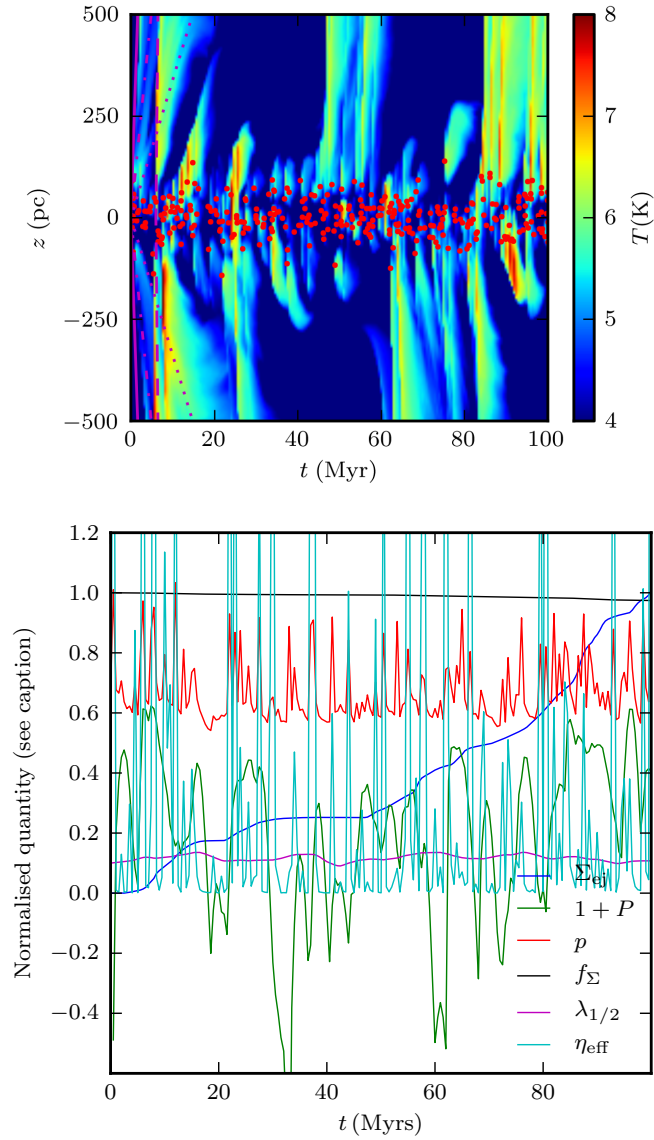 500
250
0
−250
−500
z (pc)
0 20 40 60 80 100
t (Myr)
8
7
6
5
4
T(K)
1.2
1.0
0.8
0.6
0.4
0.2
0.0
−0.2
−0.4
Normalised quantity (see caption)
Σej
1 + P
p
fΣ
λ1/2
ηeff
0 20 40 60 80
t (Myrs)